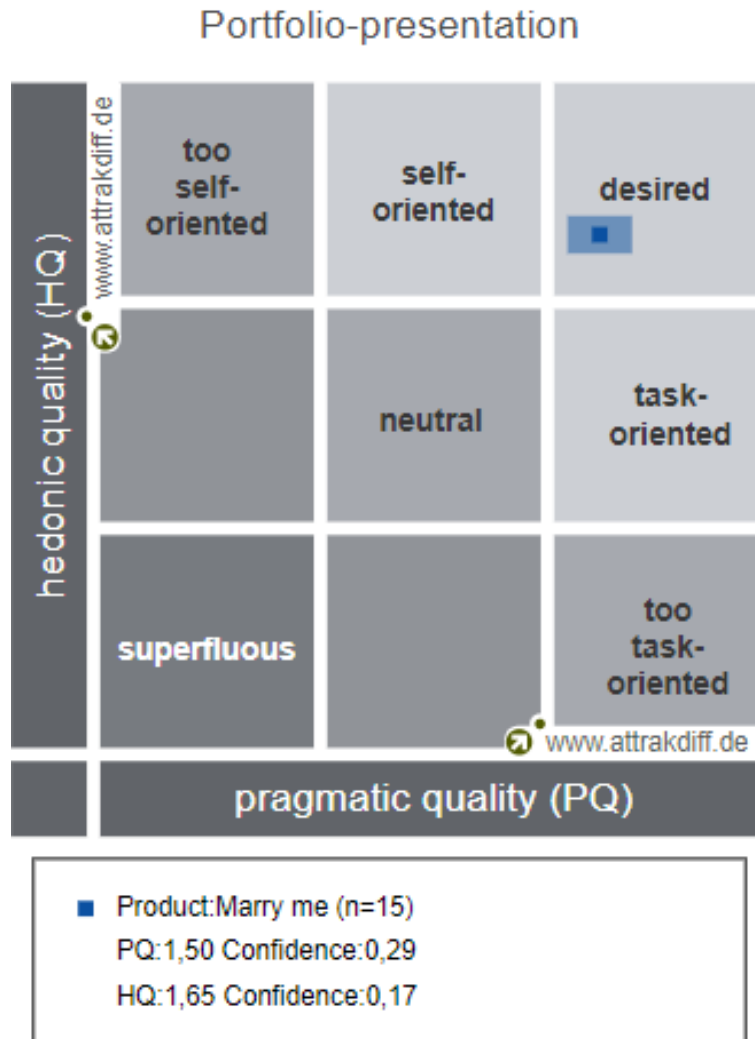 Portfolio-presentation
www.attrakdiff.de
hedonic quality (HQ)
too
self-
oriented
self-
oriented
desired
neutral
task-
oriented
superfluous
too
task-
oriented
www.attrakdiff.de
pragmatic quality (PQ)
Product:Marry me (n=15)
PQ:1,50 Confidence:0,29
HQ:1,65 Confidence:0,17